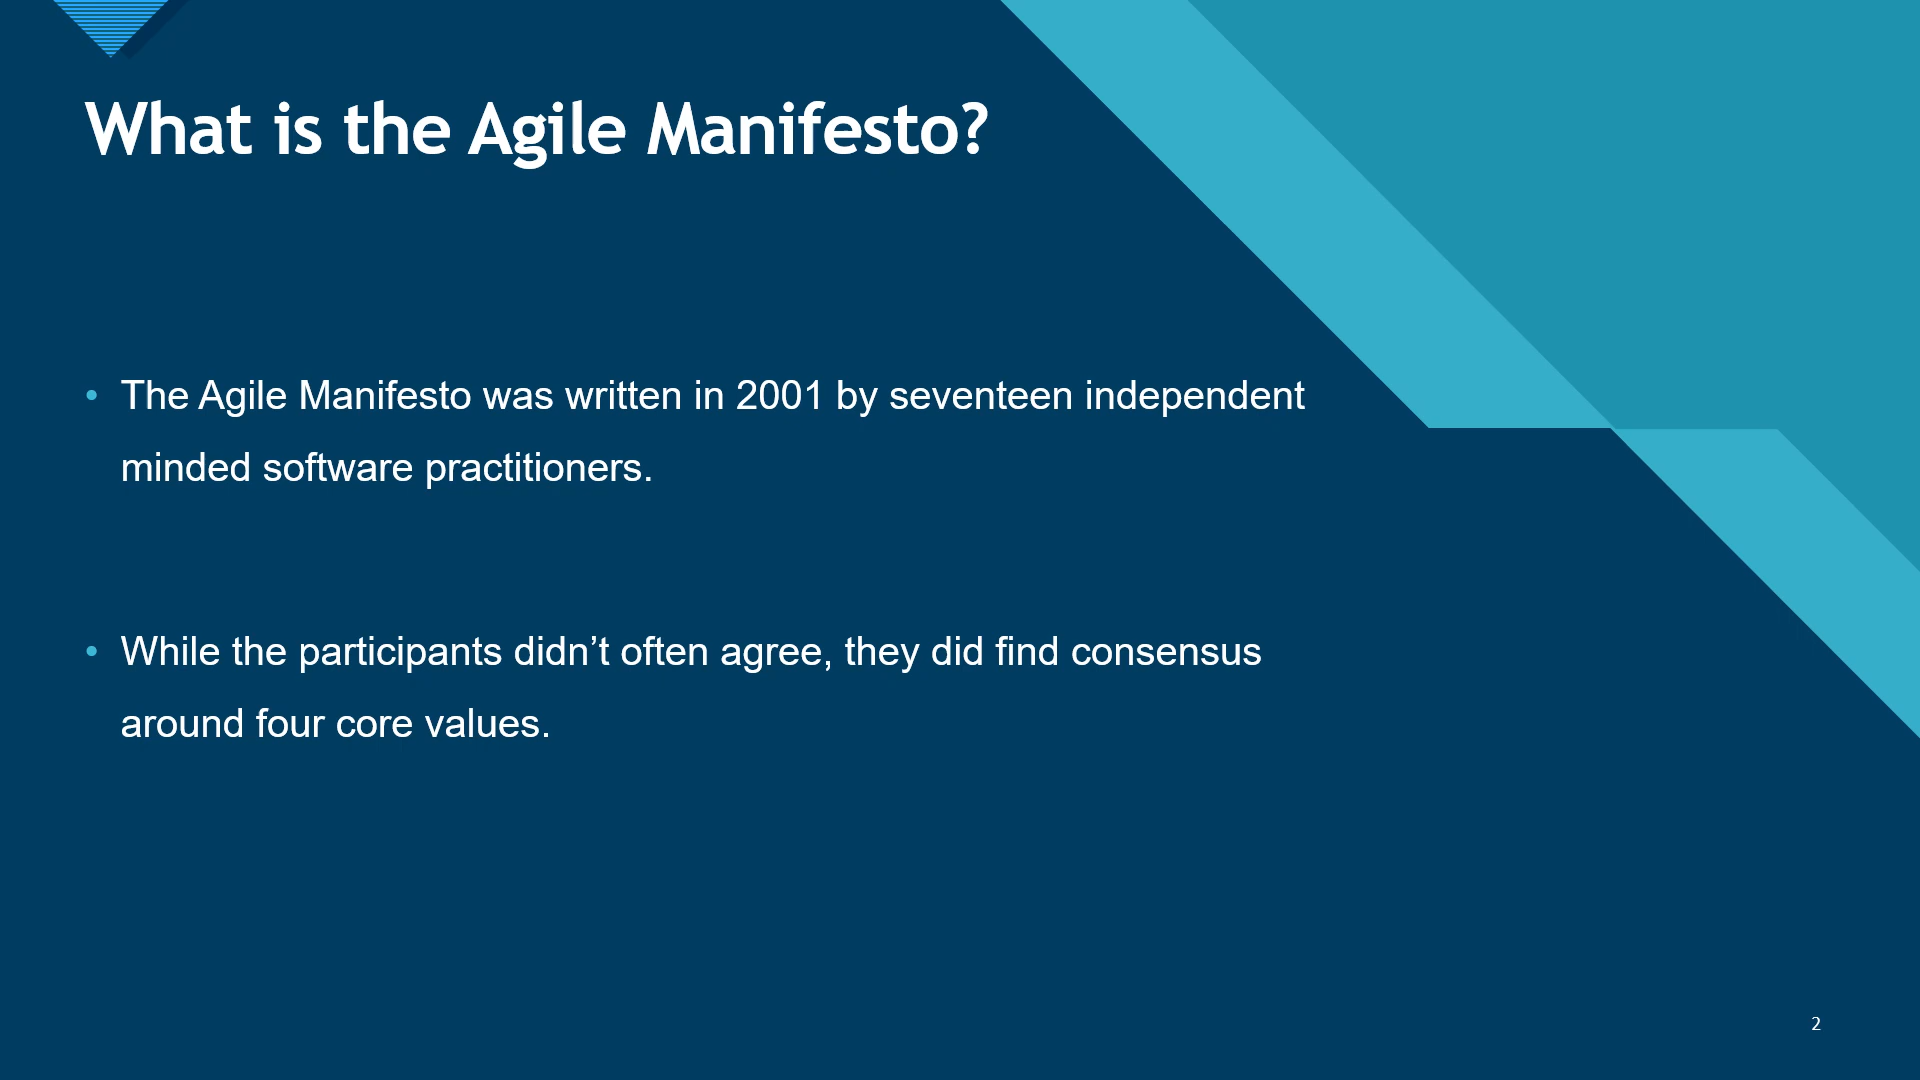 What is the Agile Manifesto?
• The Agile Manifesto was written in 2001 by seventeen independent
minded software practitioners.
• While the participants didn’t often agree, they did find consensus
around four core values.
2